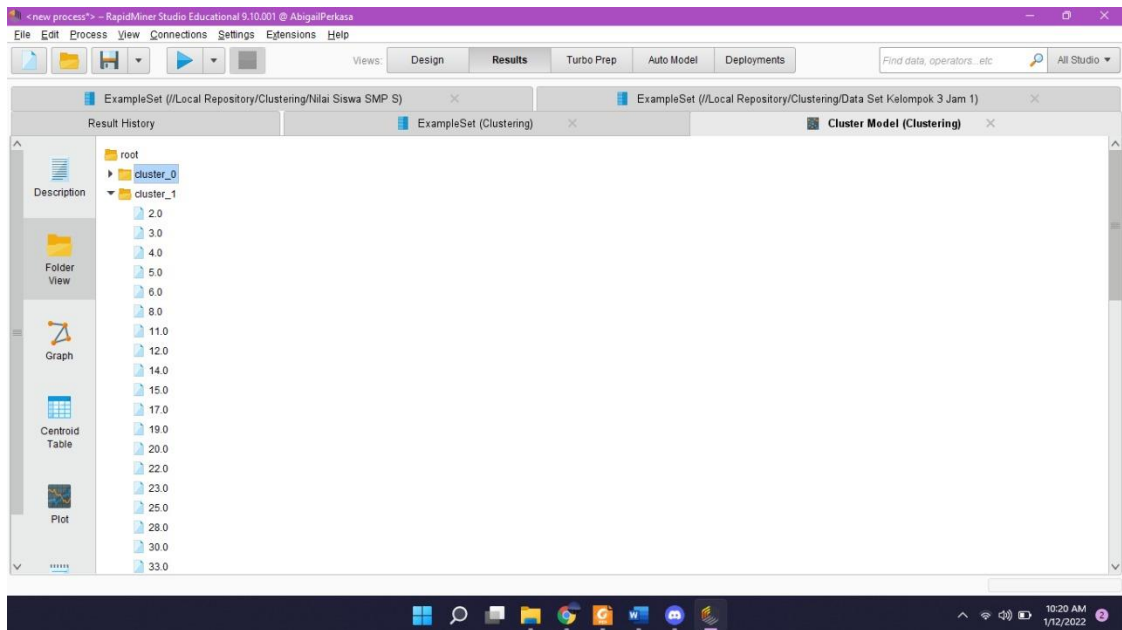 <new process*> – RapidMiner Studio Educational 9.10.001 @ AbigailPerkasa
File Edit Process View Connections Settings Extensions Help
Views: Design Results Turbo Prep Auto Model Deployments Find data, operators...etc All Studio
ExampleSet (//Local Repository/Clustering/Nilai Siswa SMP S) ExampleSet (//Local Repository/Clustering/Data Set Kelompok 3 Jam 1)
Result History ExampleSet (Clustering) Cluster Model (Clustering)
Description
Folder
View
Graph
Centroid
Table
Plot
root
cluster_0
cluster_1
2.0
3.0
4.0
5.0
6.0
8.0
11.0
12.0
14.0
15.0
17.0
19.0
20.0
22.0
23.0
25.0
28.0
30.0
33.0
10:20 AM
1/12/2022
2